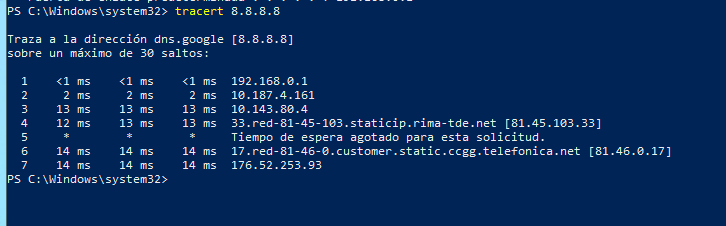 PS C:\Windows\system32> tracert 8.8.8.8
Traza a la dirección dns.google [8.8.8.8]
sobre un máximo de 30 saltos:
1 <1 ms <1 ms <1 ms 192.168.0.1
2 2 ms 2 ms 2 ms 10.187.4.161
3 13 ms 13 ms 13 ms 10.143.80.4
4 12 ms 13 ms 13 ms 33.red-81-45-103.staticip.rima-tde.net [81.45.103.33]
5 * * * Tiempo de espera agotado para esta solicitud.
6 14 ms 14 ms 14 ms 17.red-81-46-0.customer.static.ccgg.telefonica.net [81.46.0.17]
7 14 ms 14 ms 14 ms 176.52.253.93
PS C:\Windows\system32>